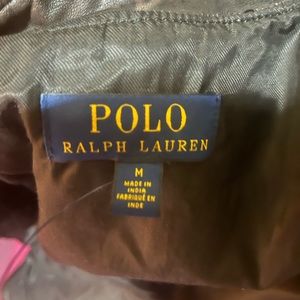 POLO
RALPH LAUREN
M
MADE IN
INDIA
FABRIQUÉ EN
INDE